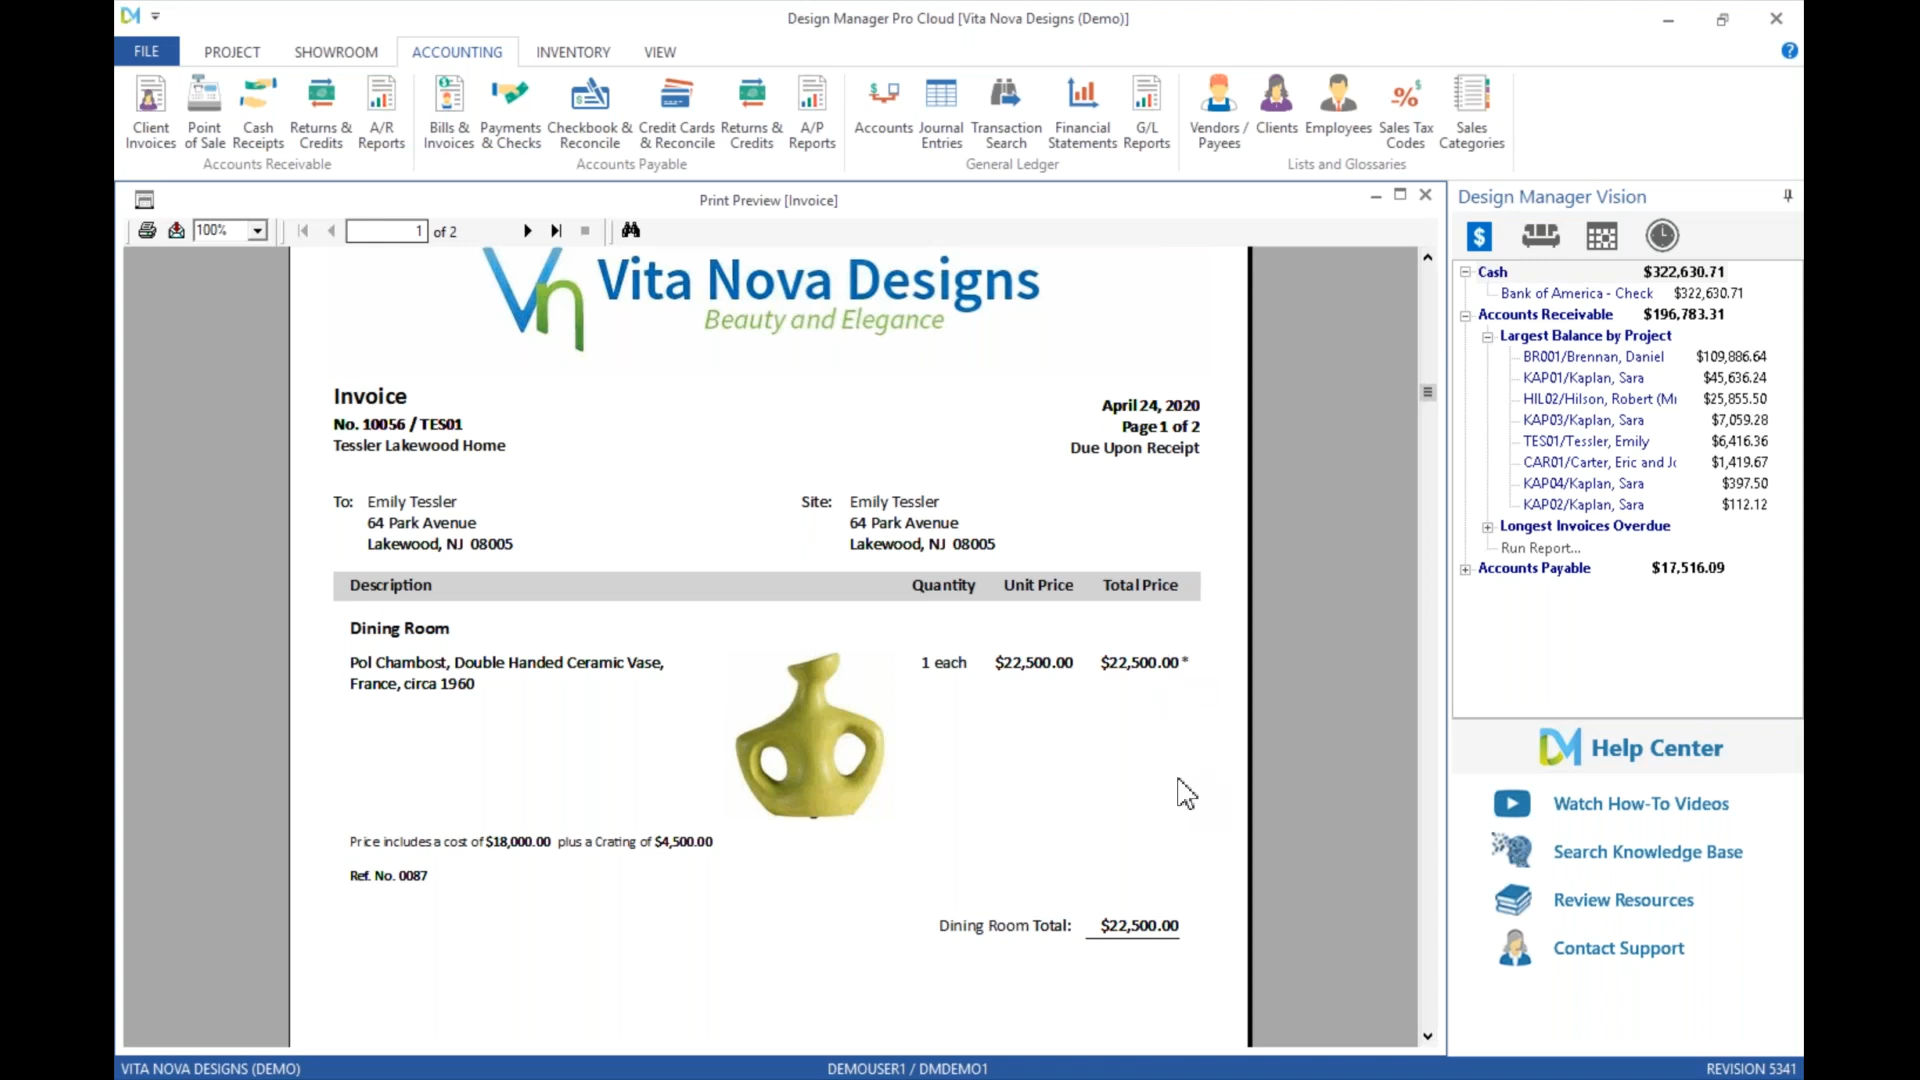 Design Manager Pro Cloud [Vita Nova Designs (Demo)]
FILE PROJECT SHOWROOM ACCOUNTING INVENTORY VIEW
Client Invoices
Point of Sale
Cash Receipts
Returns & Credits
A/R Reports
Accounts Receivable
Bills & Invoices
Payments & Checks
Checkbook & Reconcile
Credit Cards & Reconcile
Returns & Credits
A/P Reports
Accounts Payable
Accounts
Journal Entries
Transaction Search
Financial Statements
G/L Reports
General Ledger
Vendors / Payees
Clients
Employees
Sales Tax Codes
Sales Categories
Lists and Glossaries
Print Preview [Invoice]
100% 1 of 2
Vn Vita Nova Designs
Beauty and Elegance
Invoice
No. 10056 / TES01
Tessler Lakewood Home
April 24, 2020
Page 1 of 2
Due Upon Receipt
To: Emily Tessler
64 Park Avenue
Lakewood, NJ 08005
Site: Emily Tessler
64 Park Avenue
Lakewood, NJ 08005
Description Quantity Unit Price Total Price
Dining Room
Pol Chambost, Double Handed Ceramic Vase, 1 each $22,500.00 $22,500.00 *
France, circa 1960
Price includes a cost of $18,000.00 plus a Crating of $4,500.00
Ref. No. 0087
Dining Room Total: $22,500.00
Design Manager Vision
Cash $322,630.71
Bank of America - Check $322,630.71
Accounts Receivable $196,783.31
Largest Balance by Project
BR001/Brennan, Daniel $109,886.64
KAP01/Kaplan, Sara $45,636.24
HIL02/Hilson, Robert (Mr $25,855.50
KAP03/Kaplan, Sara $7,059.28
TES01/Tessler, Emily $6,416.36
CAR01/Carter, Eric and Jo $1,419.67
KAP04/Kaplan, Sara $397.50
KAP02/Kaplan, Sara $112.12
Longest Invoices Overdue
Run Report...
Accounts Payable $17,516.09
DM Help Center
Watch How-To Videos
Search Knowledge Base
Review Resources
Contact Support
VITA NOVA DESIGNS (DEMO) DEMOUSER1 / DMDEMO1 REVISION 5341